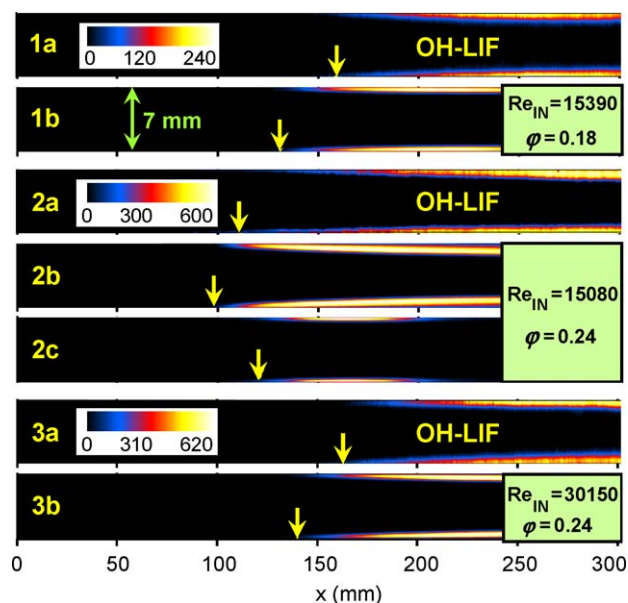 1a
0 120 240
OH-LIF
1b
7 mm
Re_IN=15390
φ=0.18
2a
0 300 600
OH-LIF
2b
Re_IN=15080
φ=0.24
2c
3a
0 310 620
OH-LIF
3b
Re_IN=30150
φ=0.24
0 50 100 150 200 250 300
x (mm)